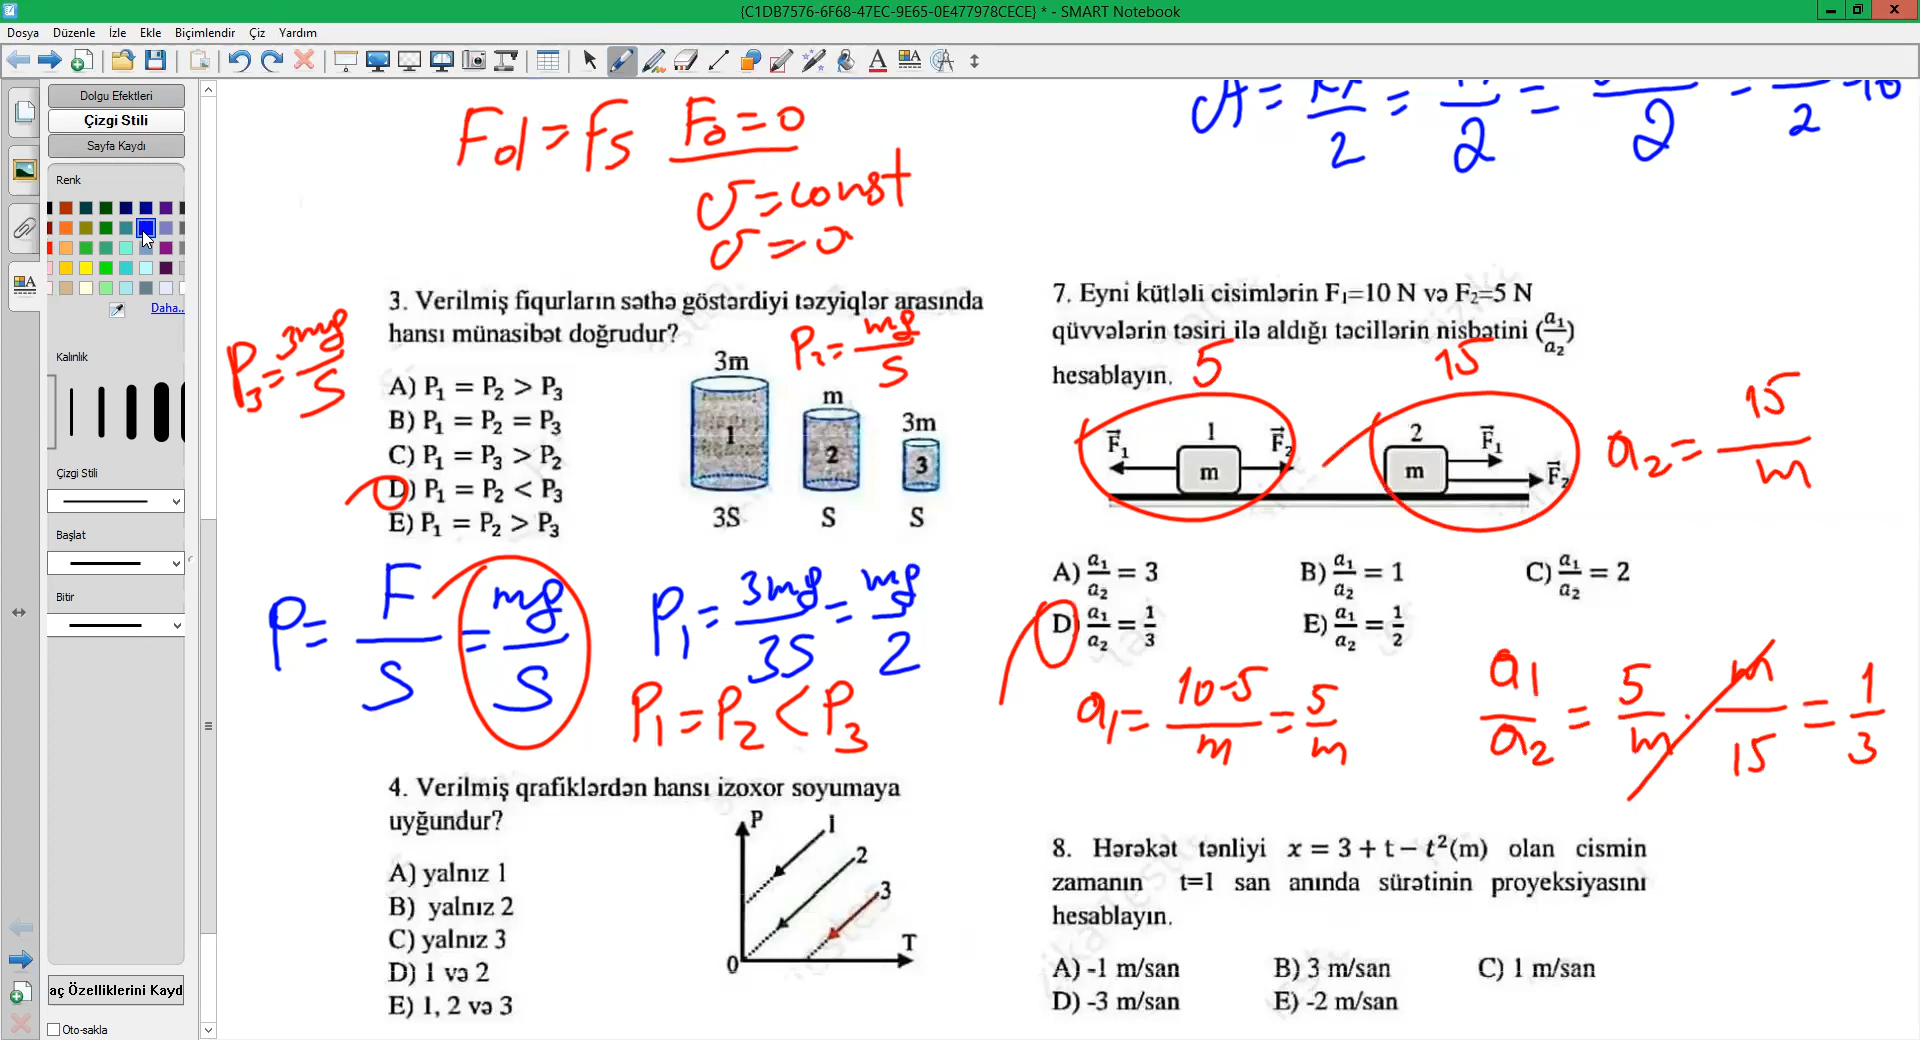 {C1DB7576-6F68-47EC-9E65-0E477978CECE} * - SMART Notebook
Dosya Düzenle İzle Ekle Biçimlendir Çiz Yardım
Dolgu Efektleri
Çizgi Stili
Sayfa Kaydı
Renk
Daha..
Kalınlık
Çizgi Stili
Başlat
Bitir
aç Özelliklerini Kayd
Oto-sakla
F = Fs F = 0
= const
3. Verilmiş fiqurların səthə göstərdiyi təzyiqlər arasında
hansı münasibət doğrudur?
P₃ = 3mg/S
P₂ = mg/S
A) P₁ = P₂ > P₃
B) P₁ = P₂ = P₃
C) P₁ = P₃ > P₂
D) P₁ = P₂ < P₃
E) P₁ = P₂ > P₃
3m m 3m
1 2 3
3S S S
P = F/S = mg/S
P₁ = 3mg/3S = mg/2
P₁ = P₂ < P₃
4. Verilmiş qrafiklərdən hansı izoxor soyumaya
uyğundur?
A) yalnız 1
B) yalnız 2
C) yalnız 3
D) 1 və 2
E) 1, 2 və 3
P 1 2 3
0 T
7. Eyni kütləli cisimlərin F₁=10 N və F₂=5 N
qüvvələrin təsiri ilə aldığı təcillərin nisbətini (a₁/a₂)
hesablayın.
5 15
F⃗₁ 1 F⃗₂ 2 F⃗₁
m m F⃗₂
a₂ = 15/m
A) a₁/a₂ = 3 B) a₁/a₂ = 1 C) a₁/a₂ = 2
D) a₁/a₂ = 1/3 E) a₁/a₂ = 1/2
a₁ = 10-5/m = 5/m
a₁/a₂ = 5/m · m/15 = 1/3
8. Hərəkət tənliyi x = 3 + t − t²(m) olan cismin
zamanın t=1 san anında sürətinin proyeksiyasını
hesablayın.
A) -1 m/san B) 3 m/san C) 1 m/san
D) -3 m/san E) -2 m/san